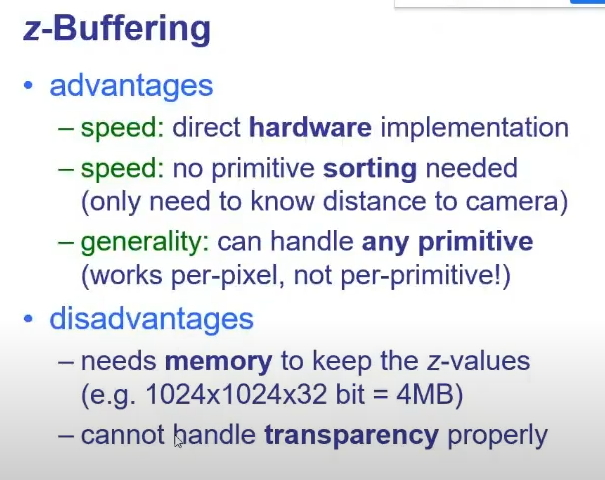 z-Buffering
• advantages
– speed: direct hardware implementation
– speed: no primitive sorting needed
(only need to know distance to camera)
– generality: can handle any primitive
(works per-pixel, not per-primitive!)
• disadvantages
– needs memory to keep the z-values
(e.g. 1024x1024x32 bit = 4MB)
– cannot handle transparency properly